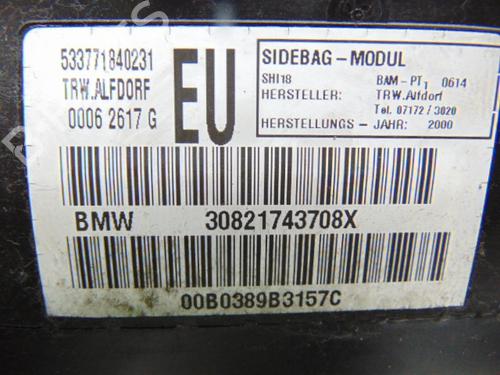 533771840231
TRW.ALFDORF
0006 2617 G
EU
SIDEBAG-MODUL
SHI18 BAM-PT1 0614
HERSTELLER: TRW.Alfdorf
Tel. 07172/3020
HERSTELLUNGS-JAHR: 2000
BMW 30821743708X
00B0389B3157C